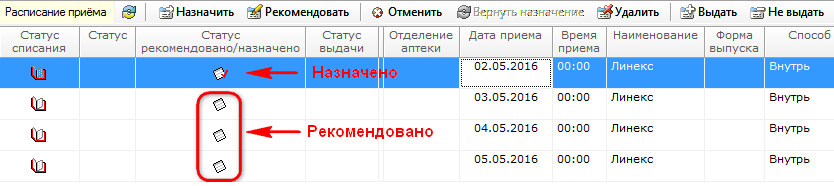 Расписание приёма Назначить Рекомендовать Отменить Вернуть назначение Удалить Выдать Не выдать
Статус списания Статус Статус рекомендовано/назначено Статус выдачи Отделение аптеки Дата приема Время приема Наименование Форма выпуска Способ
Назначено 02.05.2016 00:00 Линекс Внутрь
03.05.2016 00:00 Линекс Внутрь
Рекомендовано 04.05.2016 00:00 Линекс Внутрь
05.05.2016 00:00 Линекс Внутрь